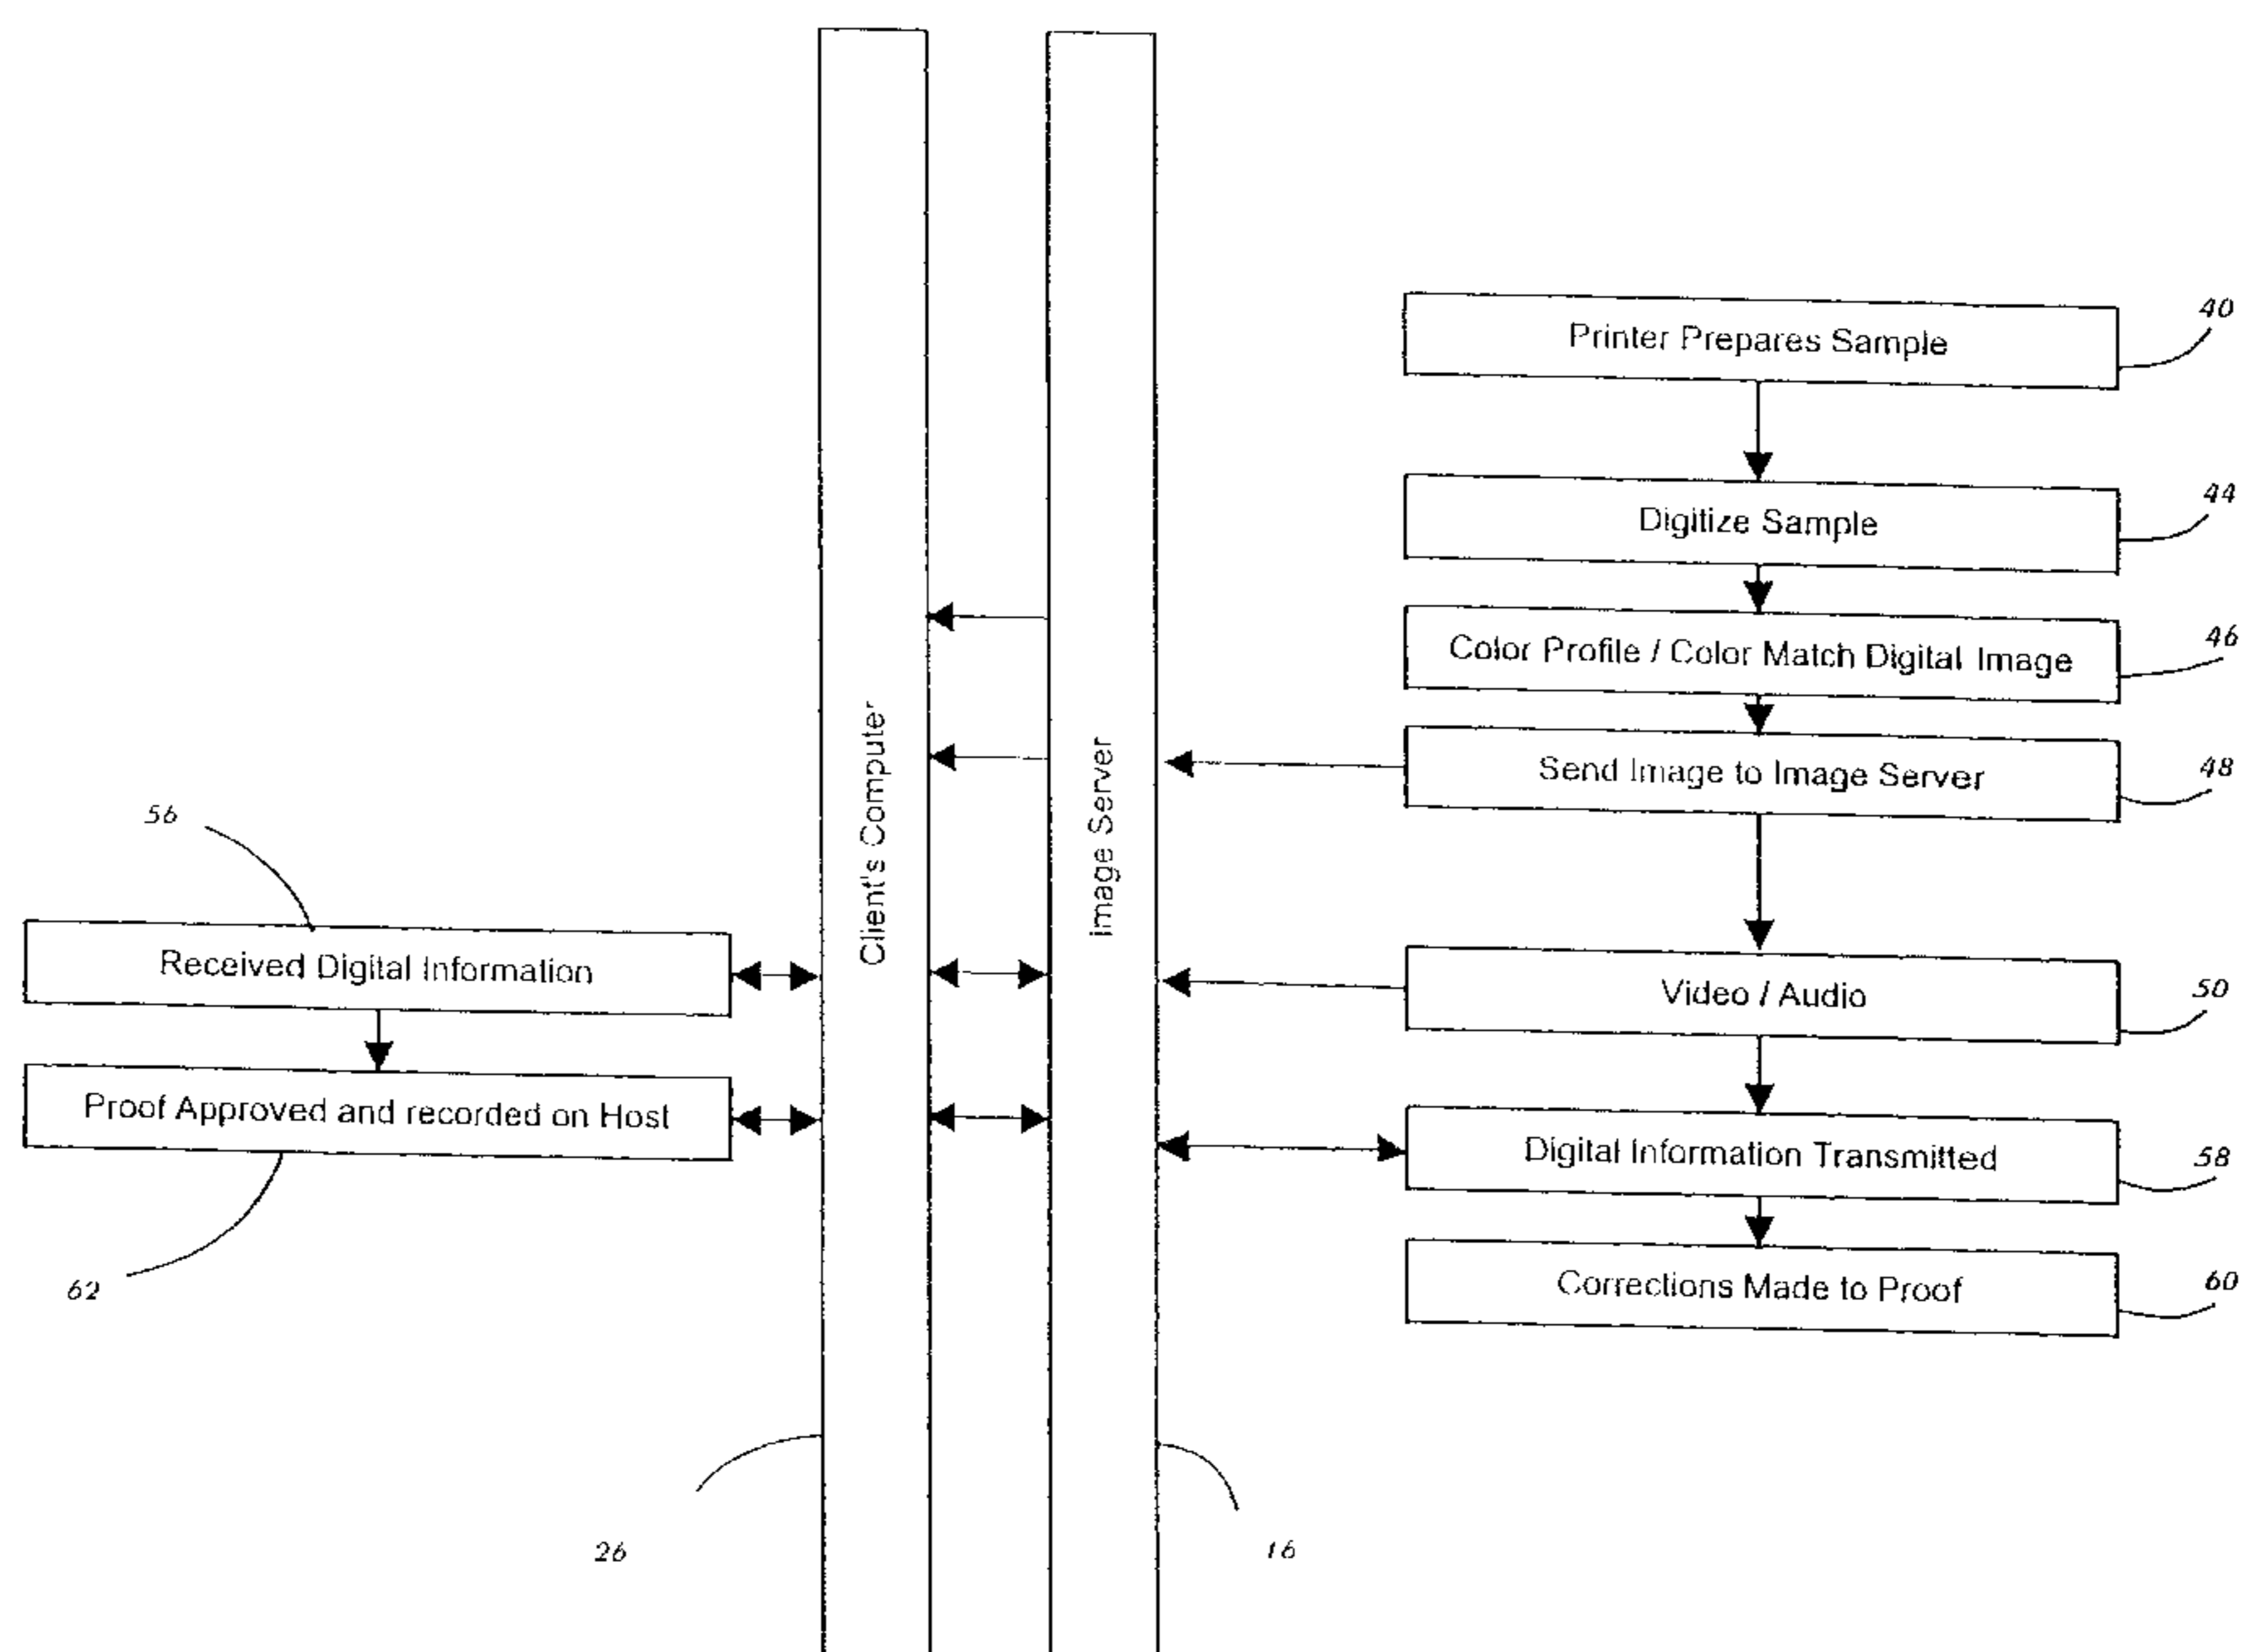 Printer Prepares Sample
40
Digitize Sample
44
Color Profile / Color Match Digital Image
46
Send Image to Image Server
48
Client's Computer
Image Server
56
Received Digital Information
Video / Audio
50
Proof Approved and recorded on Host
Digital Information Transmitted
58
62
Corrections Made to Proof
60
26
16